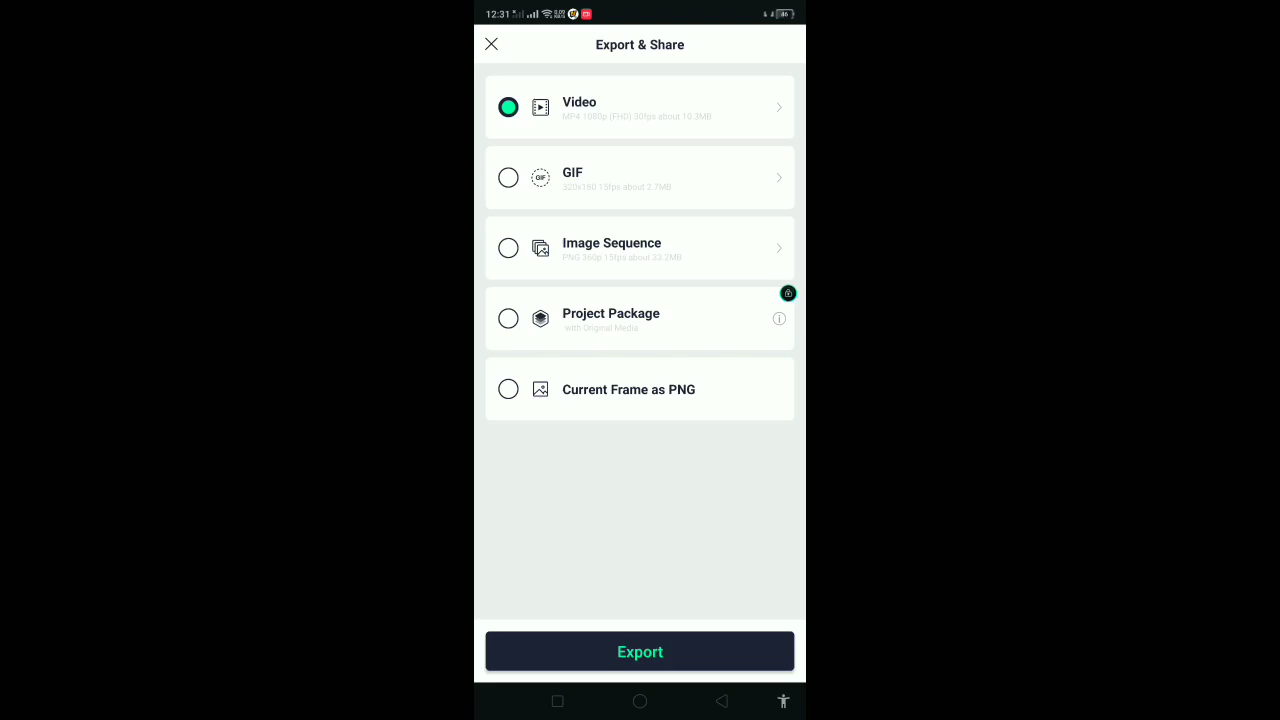 12:31
Export & Share
Video
MP4 1080p (FHD) 30fps about 10.3MB
GIF
GIF
320x180 15fps about 2.7MB
Image Sequence
PNG 360p 15fps about 33.2MB
Project Package
with Original Media
Current Frame as PNG
Export